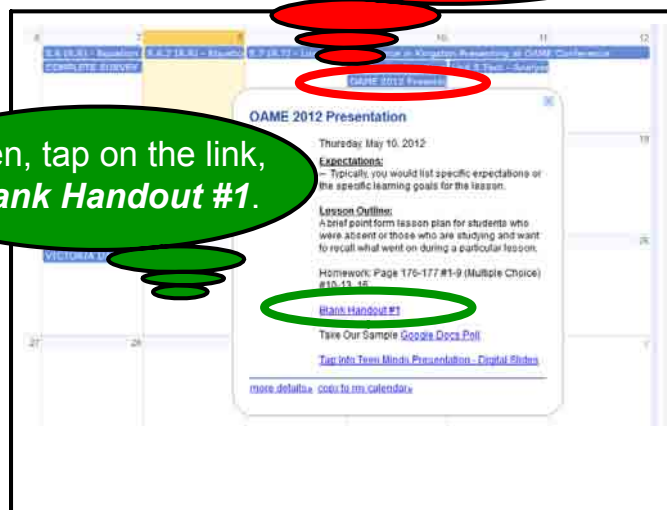 6 7 8 10 11 12
COMPLETE SURVEY
OAME 2012
OAME 2012 Presentation
Thursday, May 10, 2012
Expectations:
– Typically, you would list specific expectations or
the specific learning goals for the lesson.
Lesson Outline:
A brief point form lesson plan for students who
were absent or those who are studying and want
to recall what went on during a particular lesson.
Homework: Page 176-177 #1-9 (Multiple Choice)
#10-13, 15
Blank Handout #1
Take Our Sample Google Docs Poll
Tap Into Teen Minds Presentation - Digital Slides
more details» copy to my calendar»
en, tap on the link,
ank Handout #1.
19
VICTORIA
26
27 28